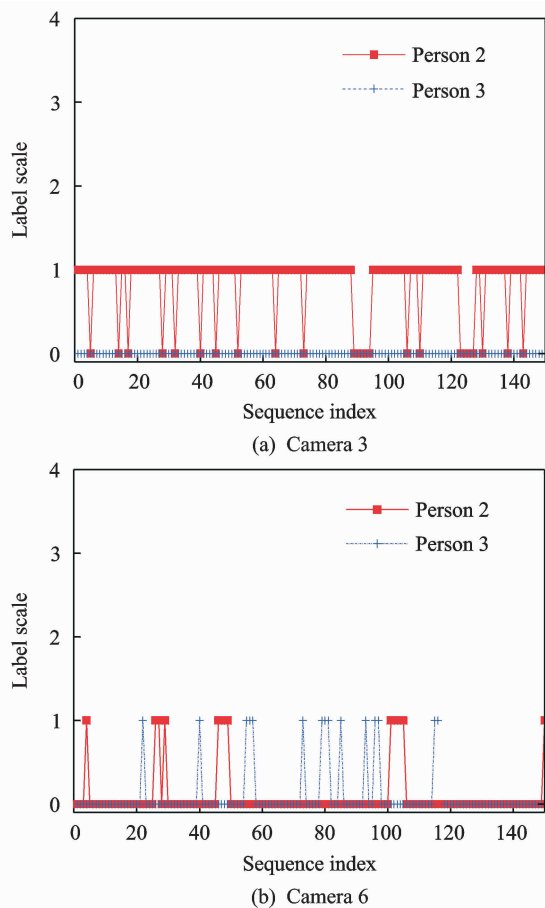 4
3
2
1
0
Label scale
Person 2
Person 3
0 20 40 60 80 100 120 140
Sequence index
(a) Camera 3
4
3
2
1
0
Label scale
Person 2
Person 3
0 20 40 60 80 100 120 140
Sequence index
(b) Camera 6